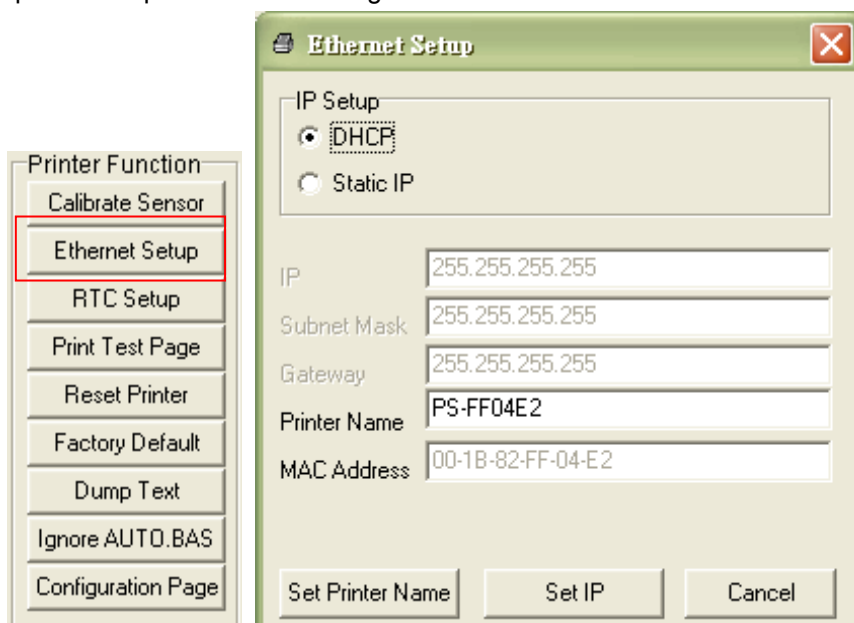 Printer Function
Calibrate Sensor
Ethernet Setup
RTC Setup
Print Test Page
Reset Printer
Factory Default
Dump Text
Ignore AUTO.BAS
Configuration Page
Ethernet Setup
IP Setup
DHCP
Static IP
IP 255.255.255.255
Subnet Mask 255.255.255.255
Gateway 255.255.255.255
Printer Name PS-FF04E2
MAC Address 00-1B-82-FF-04-E2
Set Printer Name Set IP Cancel